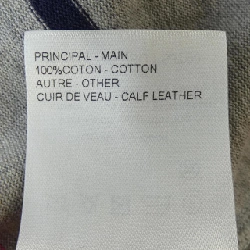 PRINCIPAL - MAIN
100%COTON - COTTON
AUTRE - OTHER
CUIR DE VEAU - CALF LEATHER